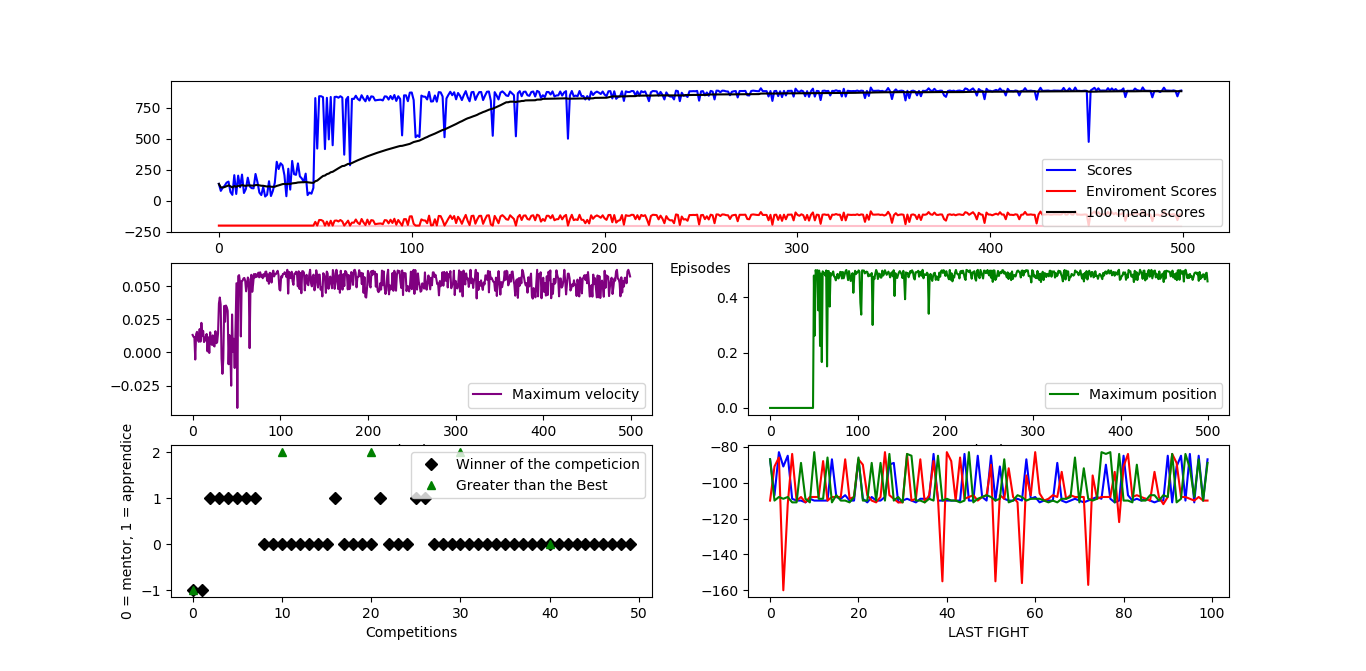 750
500
250
0
−250
Scores
Enviroment Scores
100 mean scores
0 100 200 300 400 500
Episodes
0.050
0.025
0.000
−0.025
Maximum velocity
0 100 200 300 400 500
0.4
0.2
0.0
Maximum position
0 100 200 300 400 500
0 = mentor, 1 = apprendice
2
1
0
−1
Winner of the competicion
Greater than the Best
0 10 20 30 40 50
Competitions
−80
−100
−120
−140
−160
0 20 40 60 80 100
LAST FIGHT